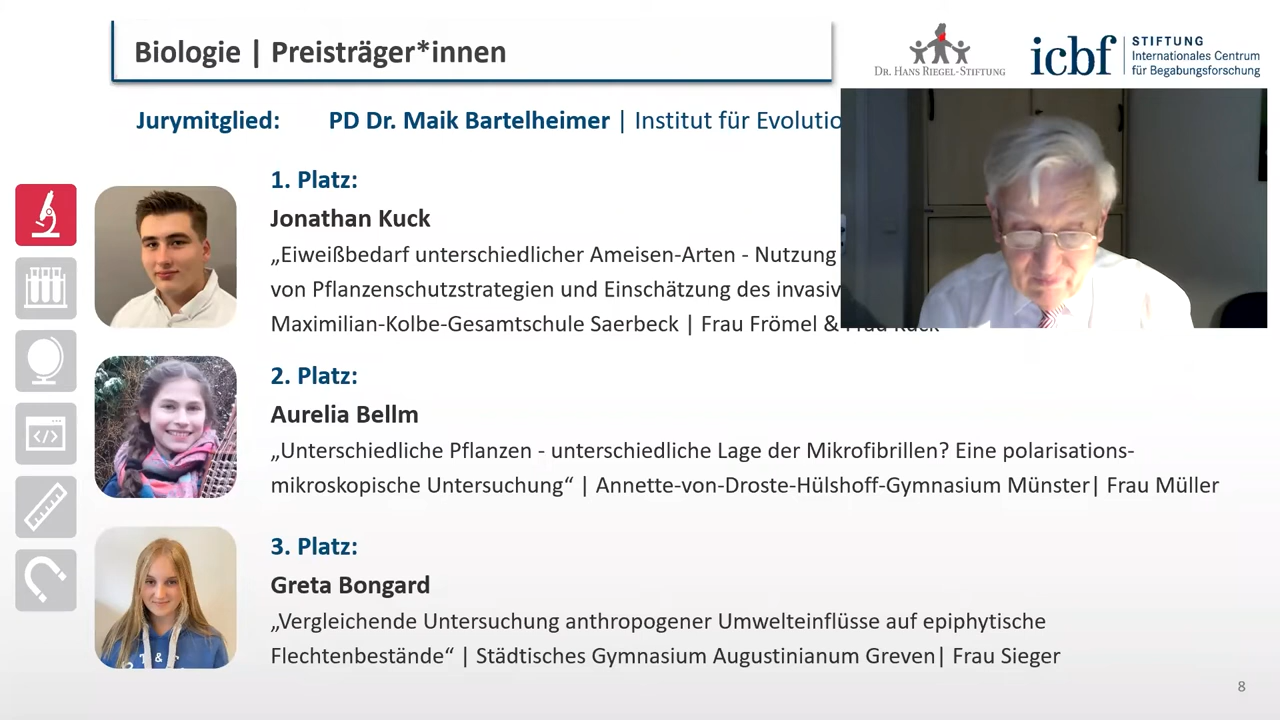 Biologie | Preisträger*innen
DR. HANS RIEGEL-STIFTUNG
icbf
STIFTUNG
Internationales Centrum
für Begabungsforschung
Jurymitglied: PD Dr. Maik Bartelheimer | Institut für
1. Platz:
Jonathan Kuck
„Eiweißbedarf unterschiedlicher Ameisen-Arten - Nutzung
von Pflanzenschutzstrategien und Einschätzung des
Maximilian-Kolbe-Gesamtschule Saerbeck | Frau Frömel &
2. Platz:
Aurelia Bellm
„Unterschiedliche Pflanzen - unterschiedliche Lage der Mikrofibrillen? Eine polarisations-
mikroskopische Untersuchung“ | Annette-von-Droste-Hülshoff-Gymnasium Münster| Frau Müller
3. Platz:
Greta Bongard
„Vergleichende Untersuchung anthropogener Umwelteinflüsse auf epiphytische
Flechtenbestände“ | Städtisches Gymnasium Augustinianum Greven| Frau Sieger
8